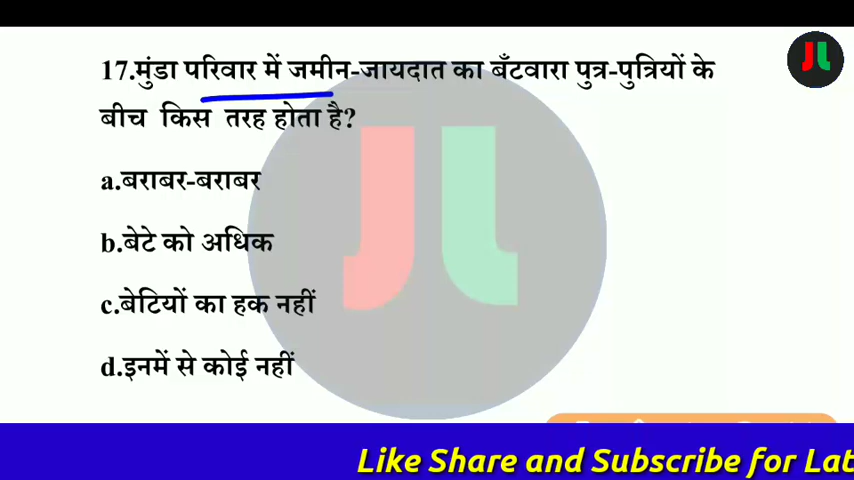 17.मुंडा परिवार में जमीन-जायदात का बँटवारा पुत्र-पुत्रियों के
बीच किस तरह होता है?
a.बराबर-बराबर
b.बेटे को अधिक
c.बेटियों का हक नहीं
d.इनमें से कोई नहीं
Like Share and Subscribe for Lat